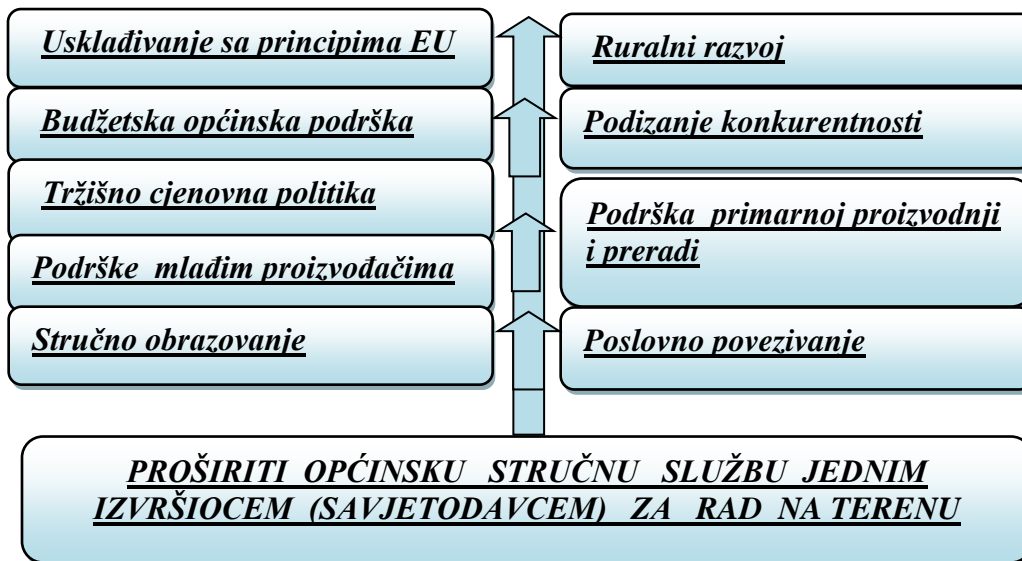 Usklađivanje sa principima EU
Budžetska općinska podrška
Tržišno cjenovna politika
Podrške mlađim proizvođačima
Stručno obrazovanje
Ruralni razvoj
Podizanje konkurentnosti
Podrška primarnoj proizvodnji
i preradi
Poslovno povezivanje
PROŠIRITI OPĆINSKU STRUČNU SLUŽBU JEDNIM
IZVRŠIOCEM (SAVJETODAVCEM) ZA RAD NA TERENU